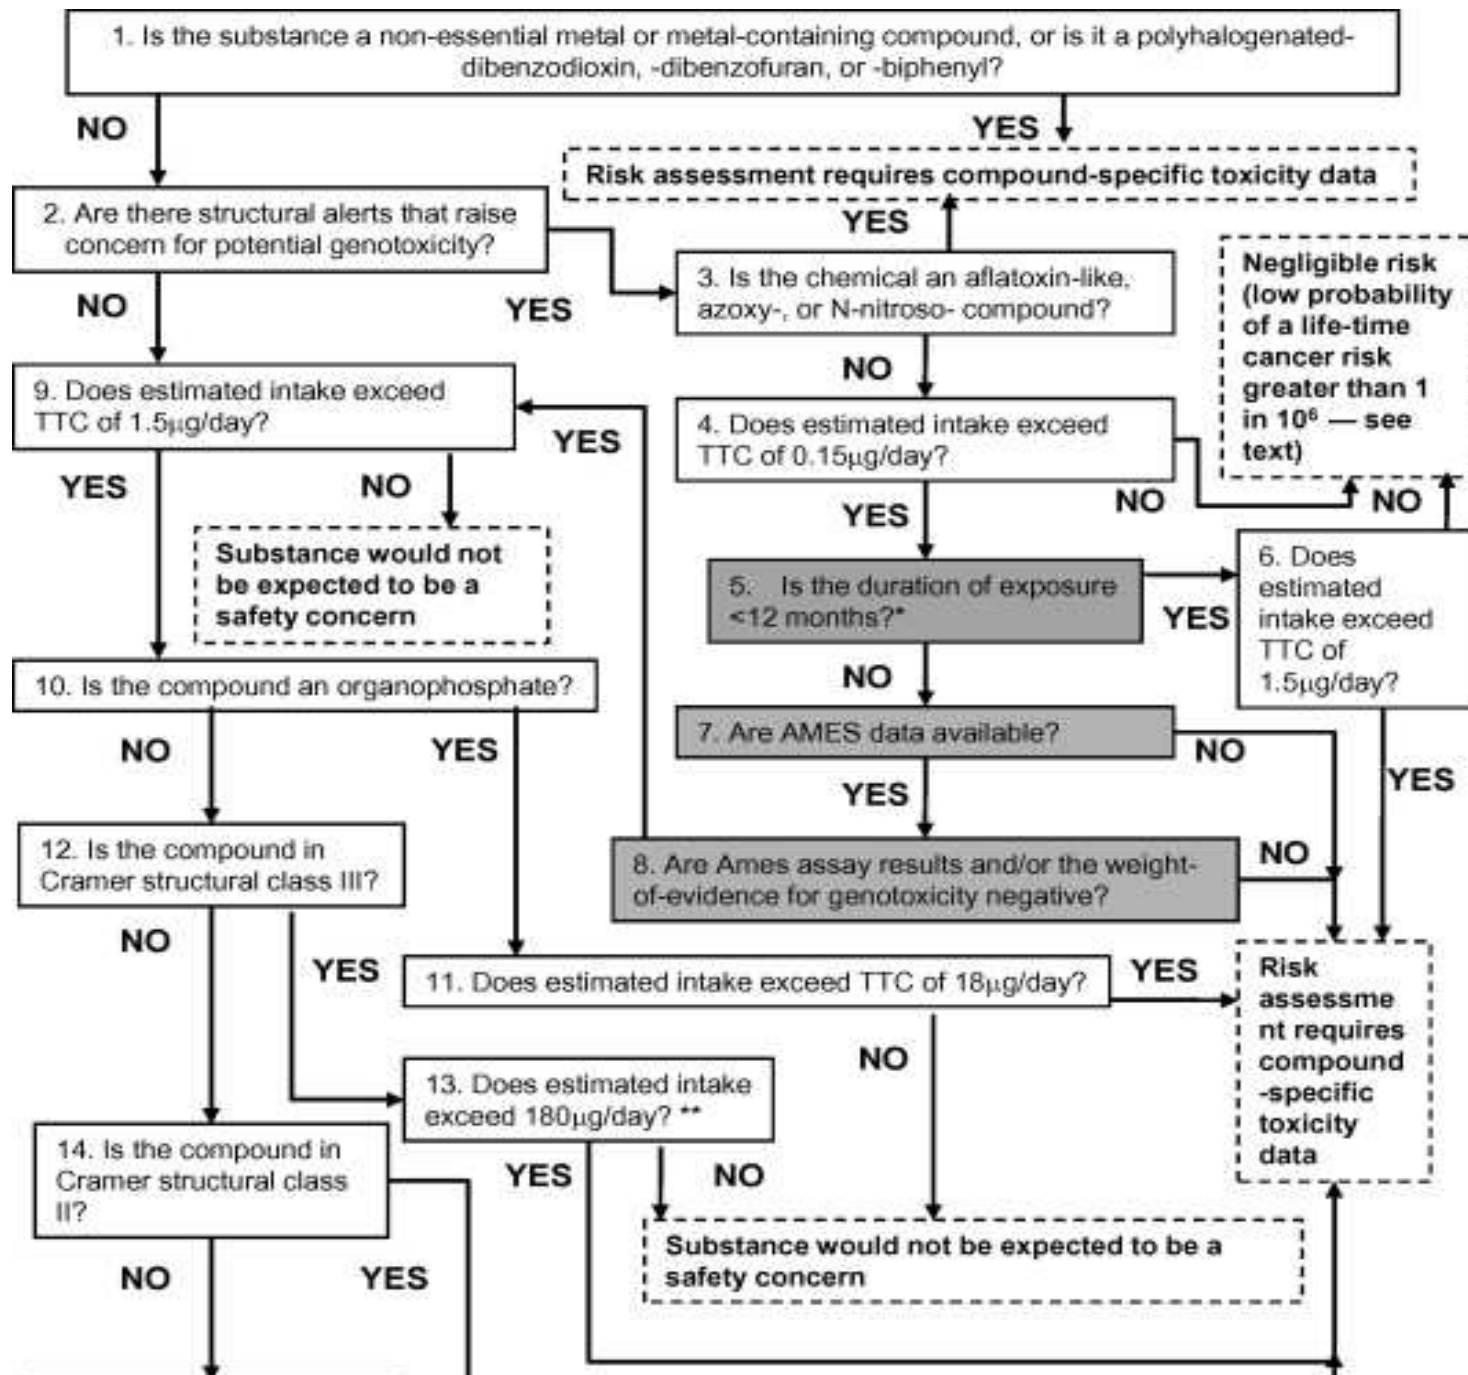 1. Is the substance a non-essential metal or metal-containing compound, or is it a polyhalogenated-
dibenzodioxin, -dibenzofuran, or -biphenyl?
NO
YES
Risk assessment requires compound-specific toxicity data
2. Are there structural alerts that raise
concern for potential genotoxicity?
YES
3. Is the chemical an aflatoxin-like,
azoxy-, or N-nitroso- compound?
Negligible risk
(low probability
of a life-time
cancer risk
greater than 1
in 10⁶ — see
text)
NO
YES
NO
9. Does estimated intake exceed
TTC of 1.5µg/day?
YES
4. Does estimated intake exceed
TTC of 0.15µg/day?
YES
NO
NO
NO
YES
Substance would not
be expected to be a
safety concern
5. Is the duration of exposure
<12 months?*
YES
6. Does
estimated
intake exceed
TTC of
1.5µg/day?
NO
10. Is the compound an organophosphate?
7. Are AMES data available?
NO
NO
YES
YES
YES
12. Is the compound in
Cramer structural class III?
8. Are Ames assay results and/or the weight-
of-evidence for genotoxicity negative?
NO
NO
YES
11. Does estimated intake exceed TTC of 18µg/day?
YES
Risk
assessme
nt requires
compound
-specific
toxicity
data
NO
13. Does estimated intake
exceed 180µg/day? **
14. Is the compound in
Cramer structural class
II?
YES
NO
Substance would not be expected to be a
safety concern
NO
YES